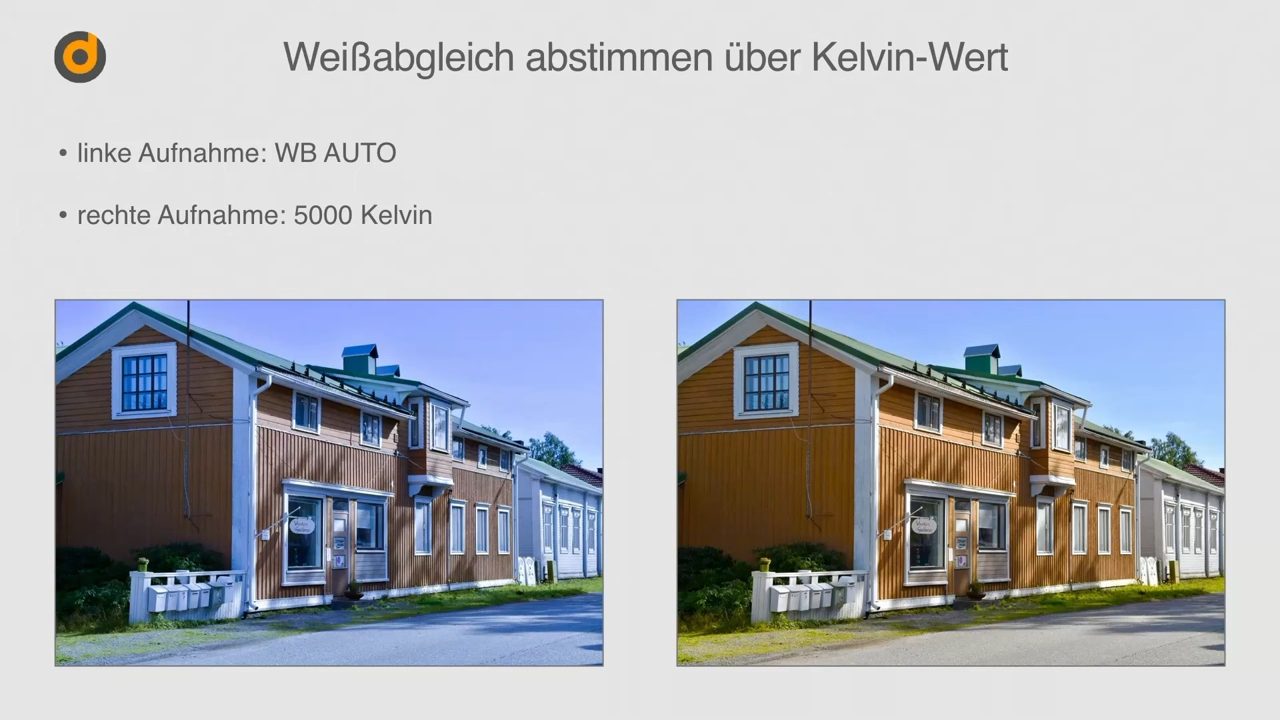 Weißabgleich abstimmen über Kelvin-Wert
• linke Aufnahme: WB AUTO
• rechte Aufnahme: 5000 Kelvin